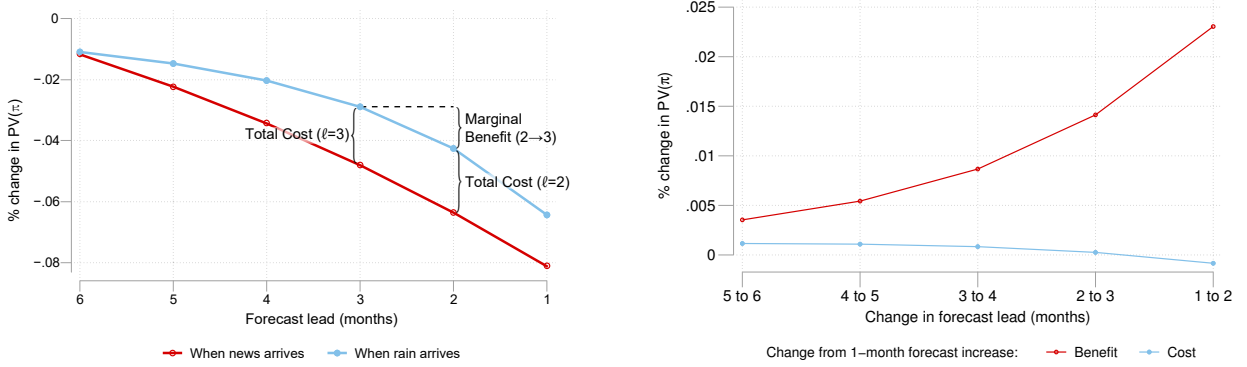 0
−.02
−.04
−.06
−.08
% change in PV(π)
Total Cost (ℓ=3)
Marginal
Benefit (2→3)
Total Cost (ℓ=2)
6 5 4 3 2 1
Forecast lead (months)
When news arrives When rain arrives
.025
.02
.015
.01
.005
0
% change in PV(π)
5 to 6 4 to 5 3 to 4 2 to 3 1 to 2
Change in forecast lead (months)
Change from 1−month forecast increase: Benefit Cost